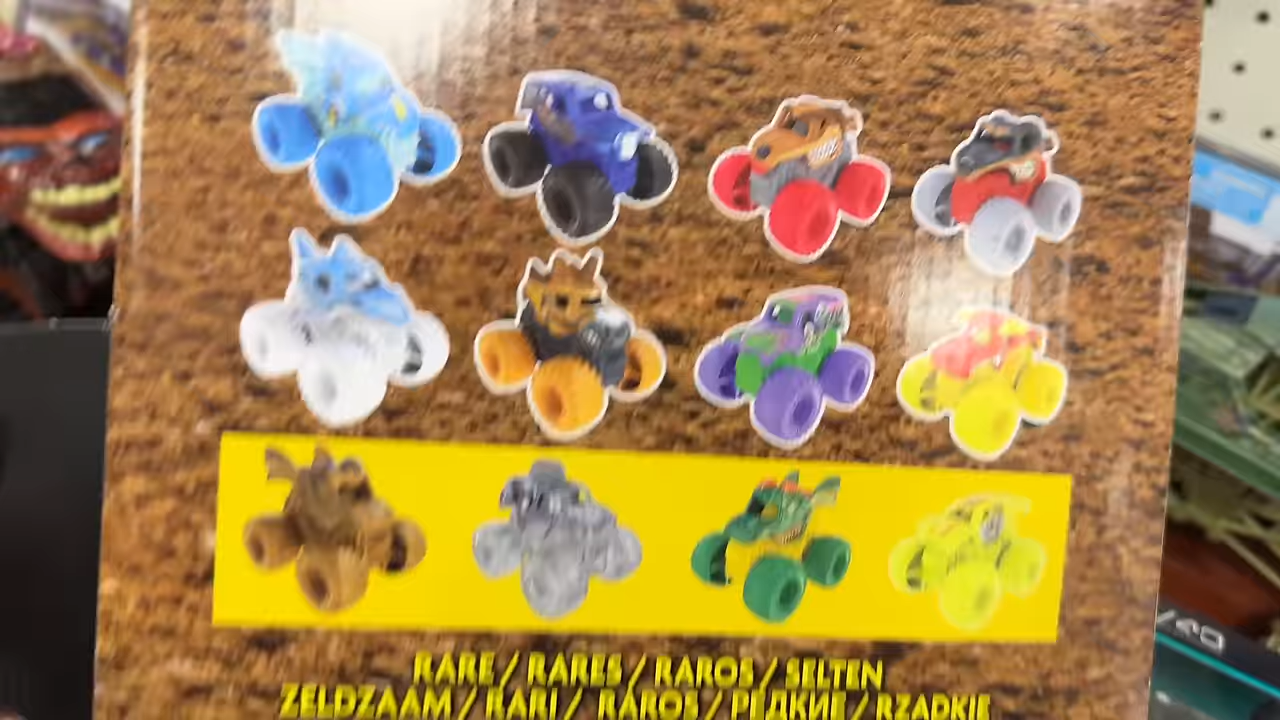 RARE / RARES / RAROS / SELTEN
ZELDZAAM / RARI / RAROS / РЕДКИЕ / RZADKIE